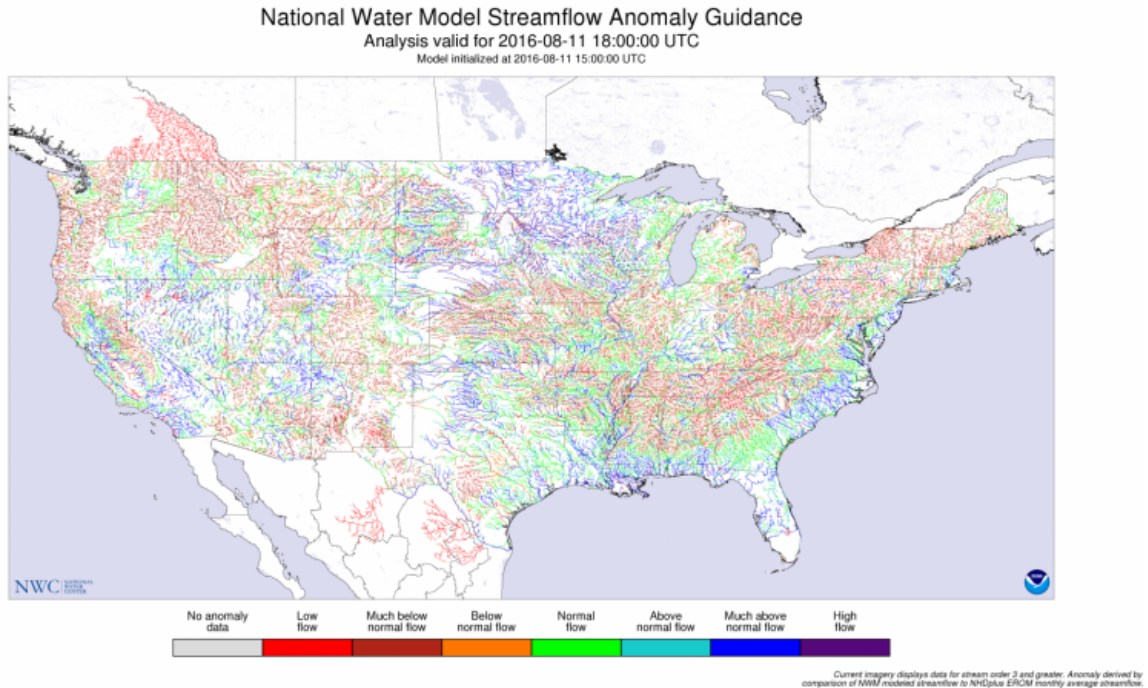 National Water Model Streamflow Anomaly Guidance
Analysis valid for 2016-08-11 18:00:00 UTC
Model initialized at 2016-08-11 15:00:00 UTC
NWC NATIONAL WATER CENTER
No anomaly data
Low flow
Much below normal flow
Below normal flow
Normal flow
Above normal flow
Much above normal flow
High flow
Current imagery displays data for stream order 3 and greater. Anomaly derived by
comparison of NWM modeled streamflow to NHDplus EROM monthly average streamflow.